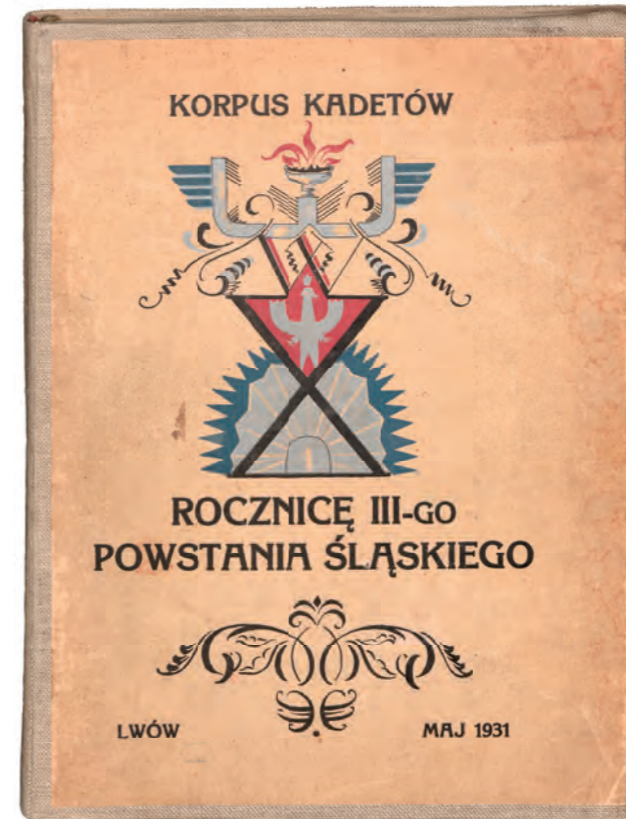 KORPUS KADETÓW
W
X
ROCZNICĘ III-GO
POWSTANIA ŚLĄSKIEGO
LWÓW MAJ 1931